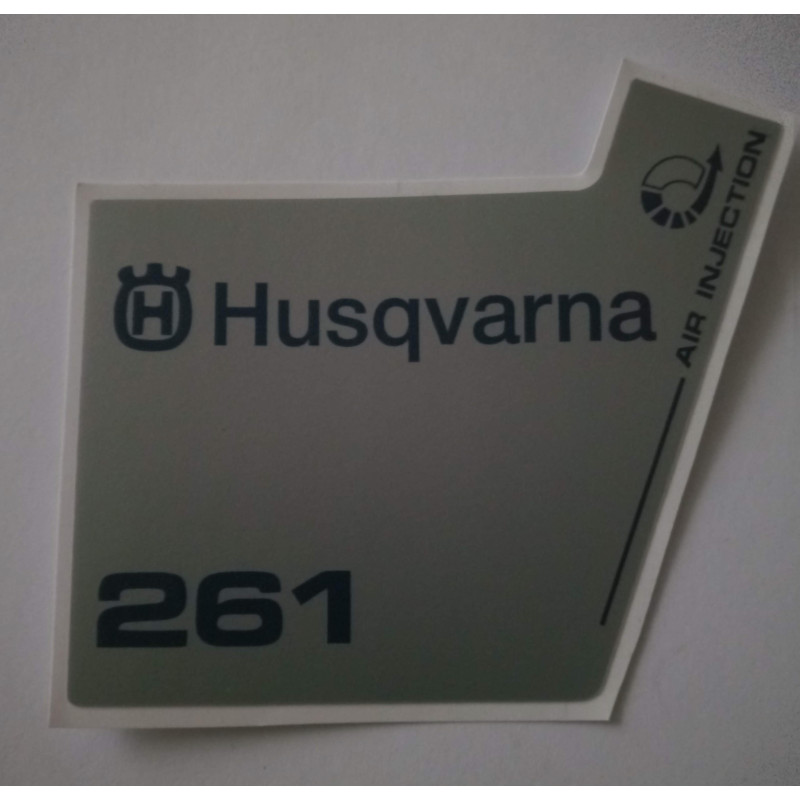 H Husqvarna
AIR INJECTION
261